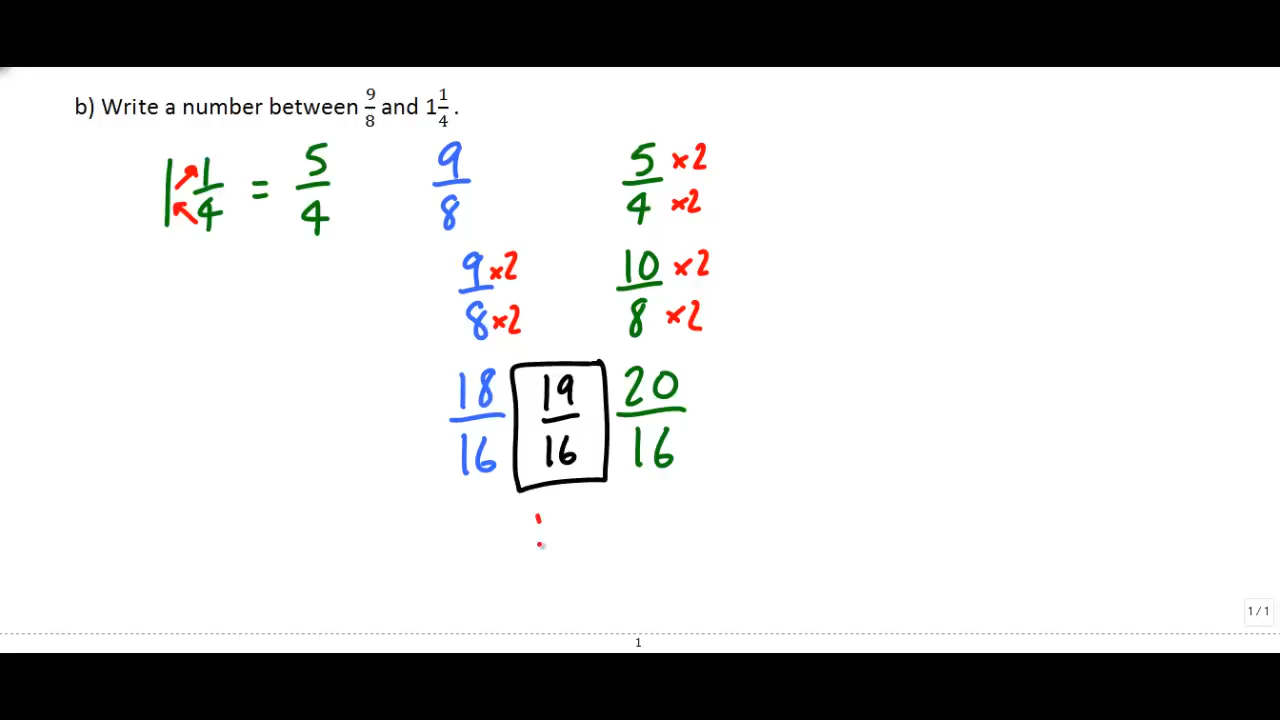 b) Write a number between 9/8 and 1 1/4 .
1 1/4 = 5/4 9/8 5/4 ×2 ×2
9/8 ×2 ×2 10/8 ×2 ×2
18/16 19/16 20/16
1 / 1
1